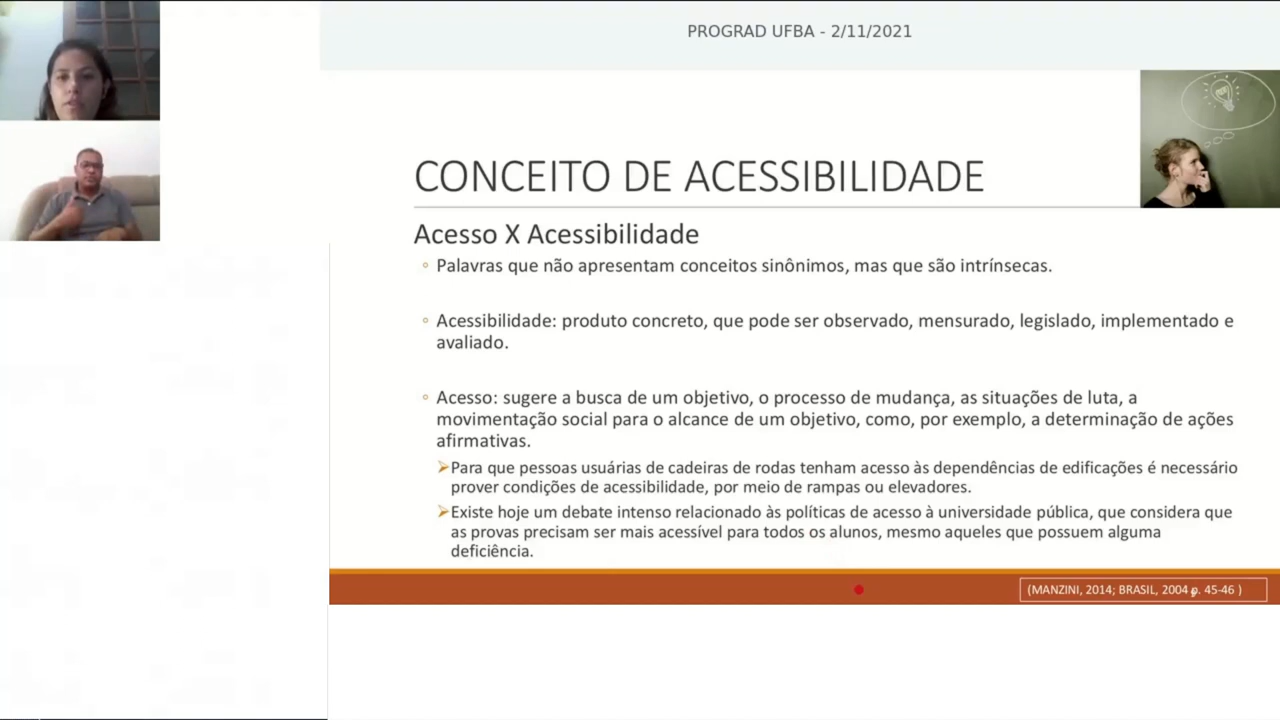 PROGRAD UFBA - 2/11/2021
CONCEITO DE ACESSIBILIDADE
Acesso X Acessibilidade
◦ Palavras que não apresentam conceitos sinônimos, mas que são intrínsecas.
◦ Acessibilidade: produto concreto, que pode ser observado, mensurado, legislado, implementado e
avaliado.
◦ Acesso: sugere a busca de um objetivo, o processo de mudança, as situações de luta, a
movimentação social para o alcance de um objetivo, como, por exemplo, a determinação de ações
afirmativas.
➢Para que pessoas usuárias de cadeiras de rodas tenham acesso às dependências de edificações é necessário
prover condições de acessibilidade, por meio de rampas ou elevadores.
➢Existe hoje um debate intenso relacionado às políticas de acesso à universidade pública, que considera que
as provas precisam ser mais acessível para todos os alunos, mesmo aqueles que possuem alguma
deficiência.
(MANZINI, 2014; BRASIL, 2004 p. 45-46 )